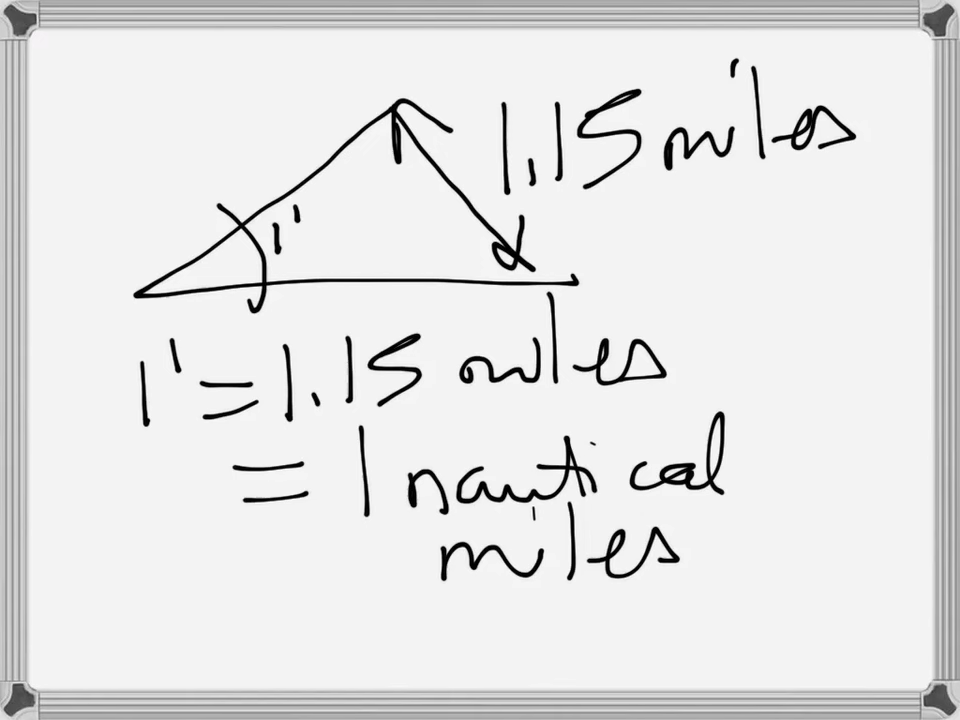 1.15 miles
1'
1' = 1.15 miles
= 1 nautical
miles